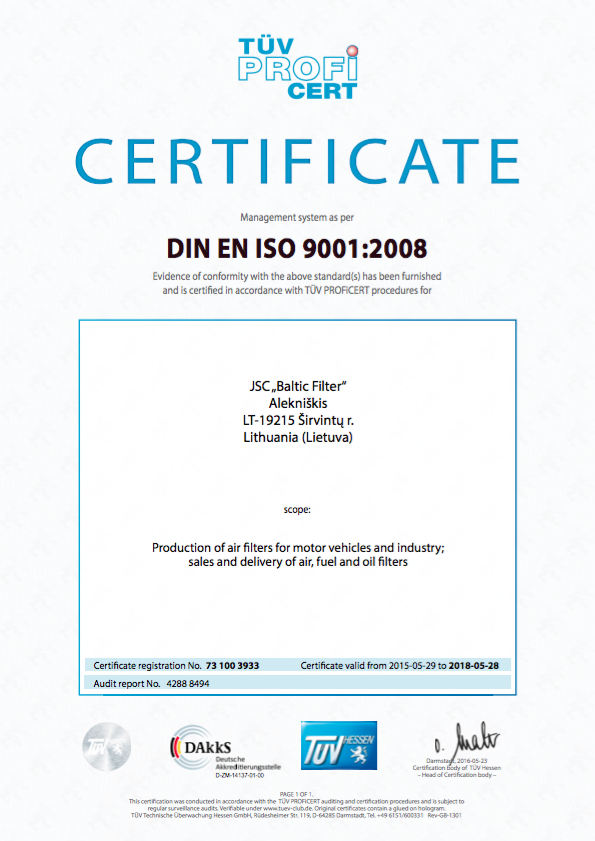 TÜV
PROFi
CERT
CERTIFICATE
Management system as per
DIN EN ISO 9001:2008
Evidence of conformity with the above standard(s) has been furnished
and is certified in accordance with TÜV PROFiCERT procedures for
JSC „Baltic Filter“
Alekniškis
LT-19215 Širvintų r.
Lithuania (Lietuva)
scope:
Production of air filters for motor vehicles and industry;
sales and delivery of air, fuel and oil filters
Certificate registration No. 73 100 3933 Certificate valid from 2015-05-29 to 2018-05-28
Audit report No. 4288 8494
TÜV
DAkkS
Deutsche
Akkreditierungsstelle
D-ZM-14137-01-00
TÜV HESSEN
Darmstadt, 2016-05-23
Certification body of TÜV Hessen
– Head of Certification body –
PAGE 1 OF 1.
This certification was conducted in accordance with the TÜV PROFiCERT auditing and certification procedures and is subject to
regular surveillance audits. Verifiable under www.tuev-club.de. Original certificates contain a glued on hologram.
TÜV Technische Überwachung Hessen GmbH, Rüdesheimer Str. 119, D-64285 Darmstadt, Tel. +49 6151/600331 Rev-GB-1301